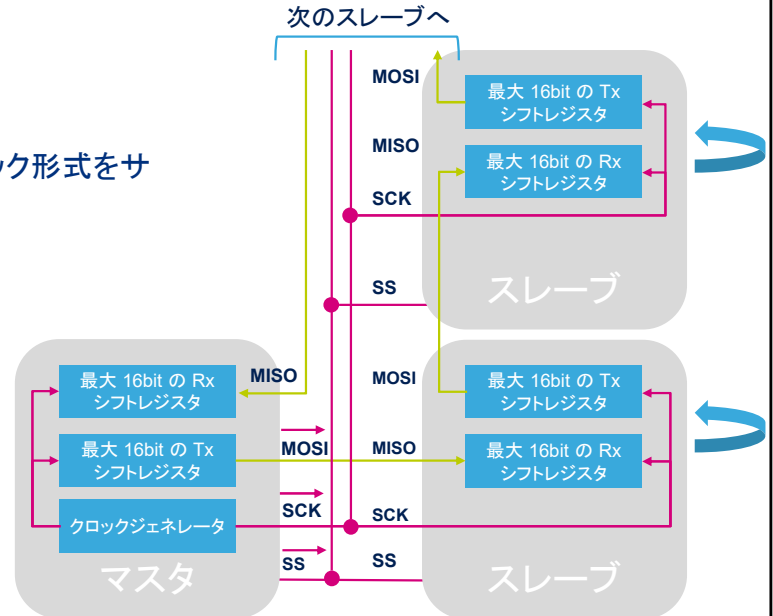 次のスレーブへ
ック形式をサ
MOSI
最大 16bit の Tx
シフトレジスタ
MISO
最大 16bit の Rx
シフトレジスタ
SCK
SS
スレーブ
最大 16bit の Rx
シフトレジスタ
MISO
最大 16bit の Tx
シフトレジスタ
MOSI
クロックジェネレータ
SCK
SS
マスタ
MOSI
最大 16bit の Tx
シフトレジスタ
MISO
最大 16bit の Rx
シフトレジスタ
SCK
SS
スレーブ